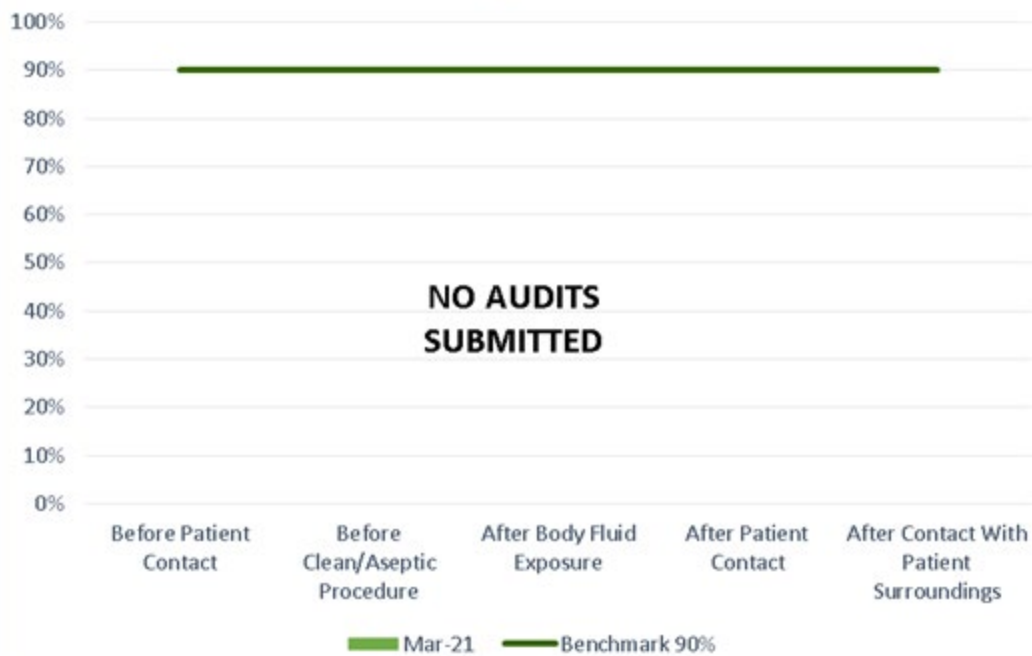 100%
90%
80%
70%
60%
50%
40%
30%
20%
10%
0%
NO AUDITS
SUBMITTED
Before Patient
Contact
Before
Clean/Aseptic
Procedure
After Body Fluid
Exposure
After Patient
Contact
After Contact With
Patient
Surroundings
Mar-21
Benchmark 90%